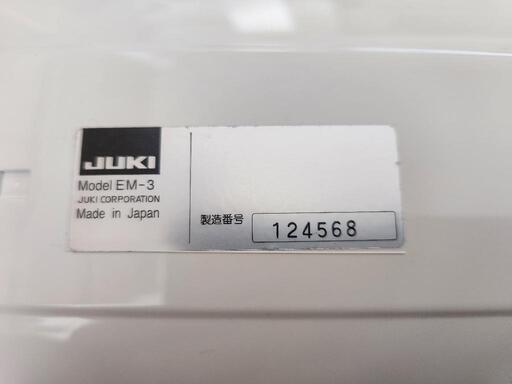 JUKI
Model EM-3
JUKI CORPORATION
Made in Japan
製造番号 124568